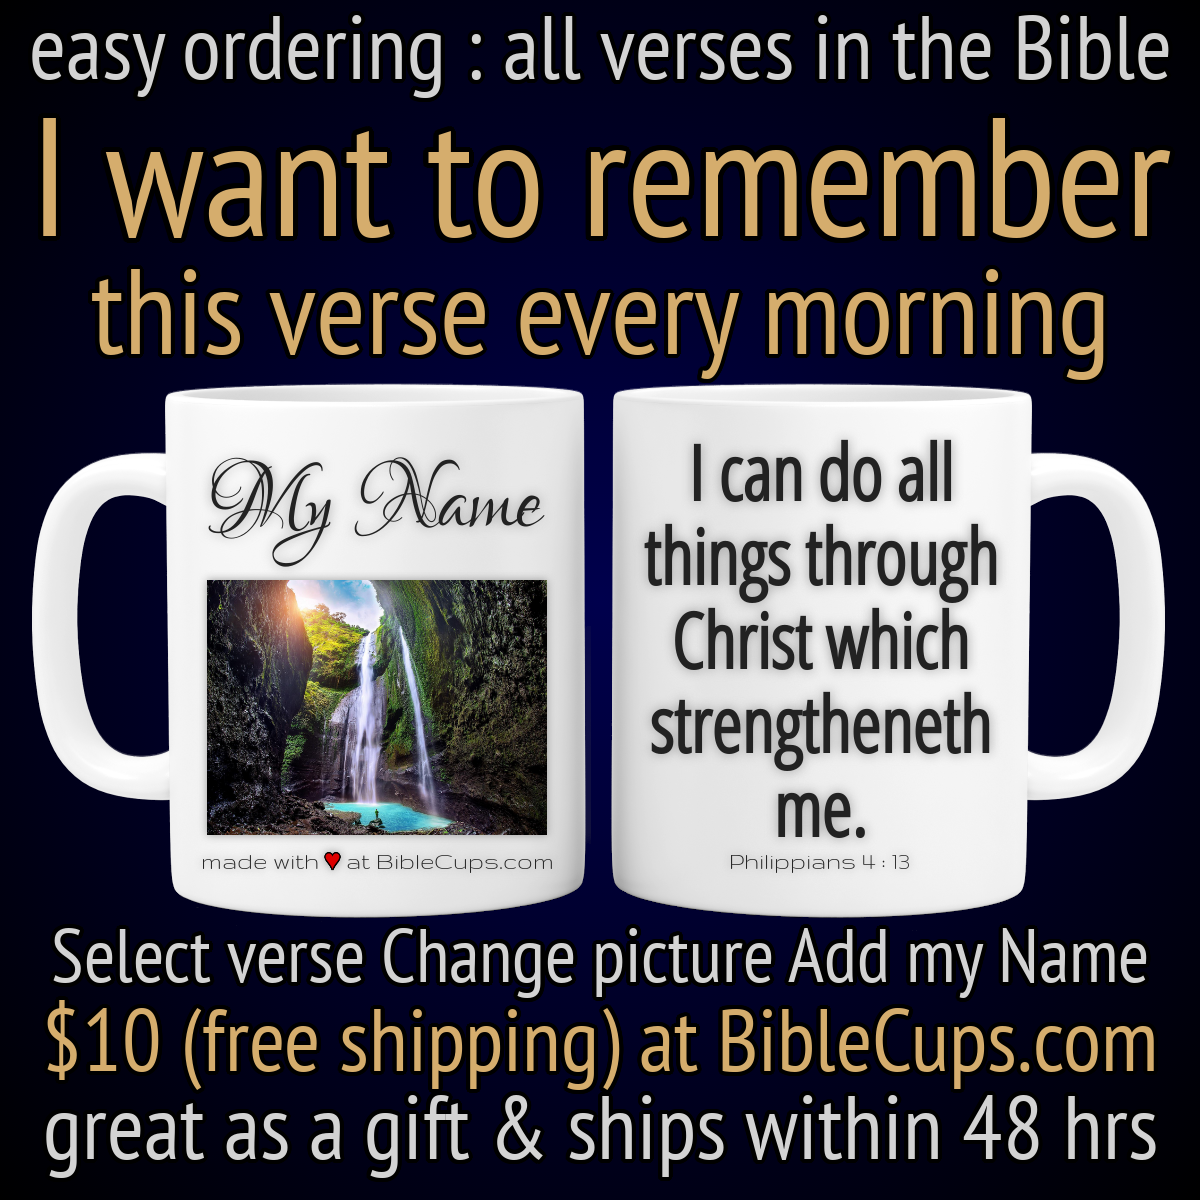 easy ordering : all verses in the Bible
I want to remember
this verse every morning
My Name
made with ♥ at BibleCups.com
I can do all
things through
Christ which
strengtheneth
me.
Philippians 4 : 13
Select verse Change picture Add my Name
$10 (free shipping) at BibleCups.com
great as a gift & ships within 48 hrs